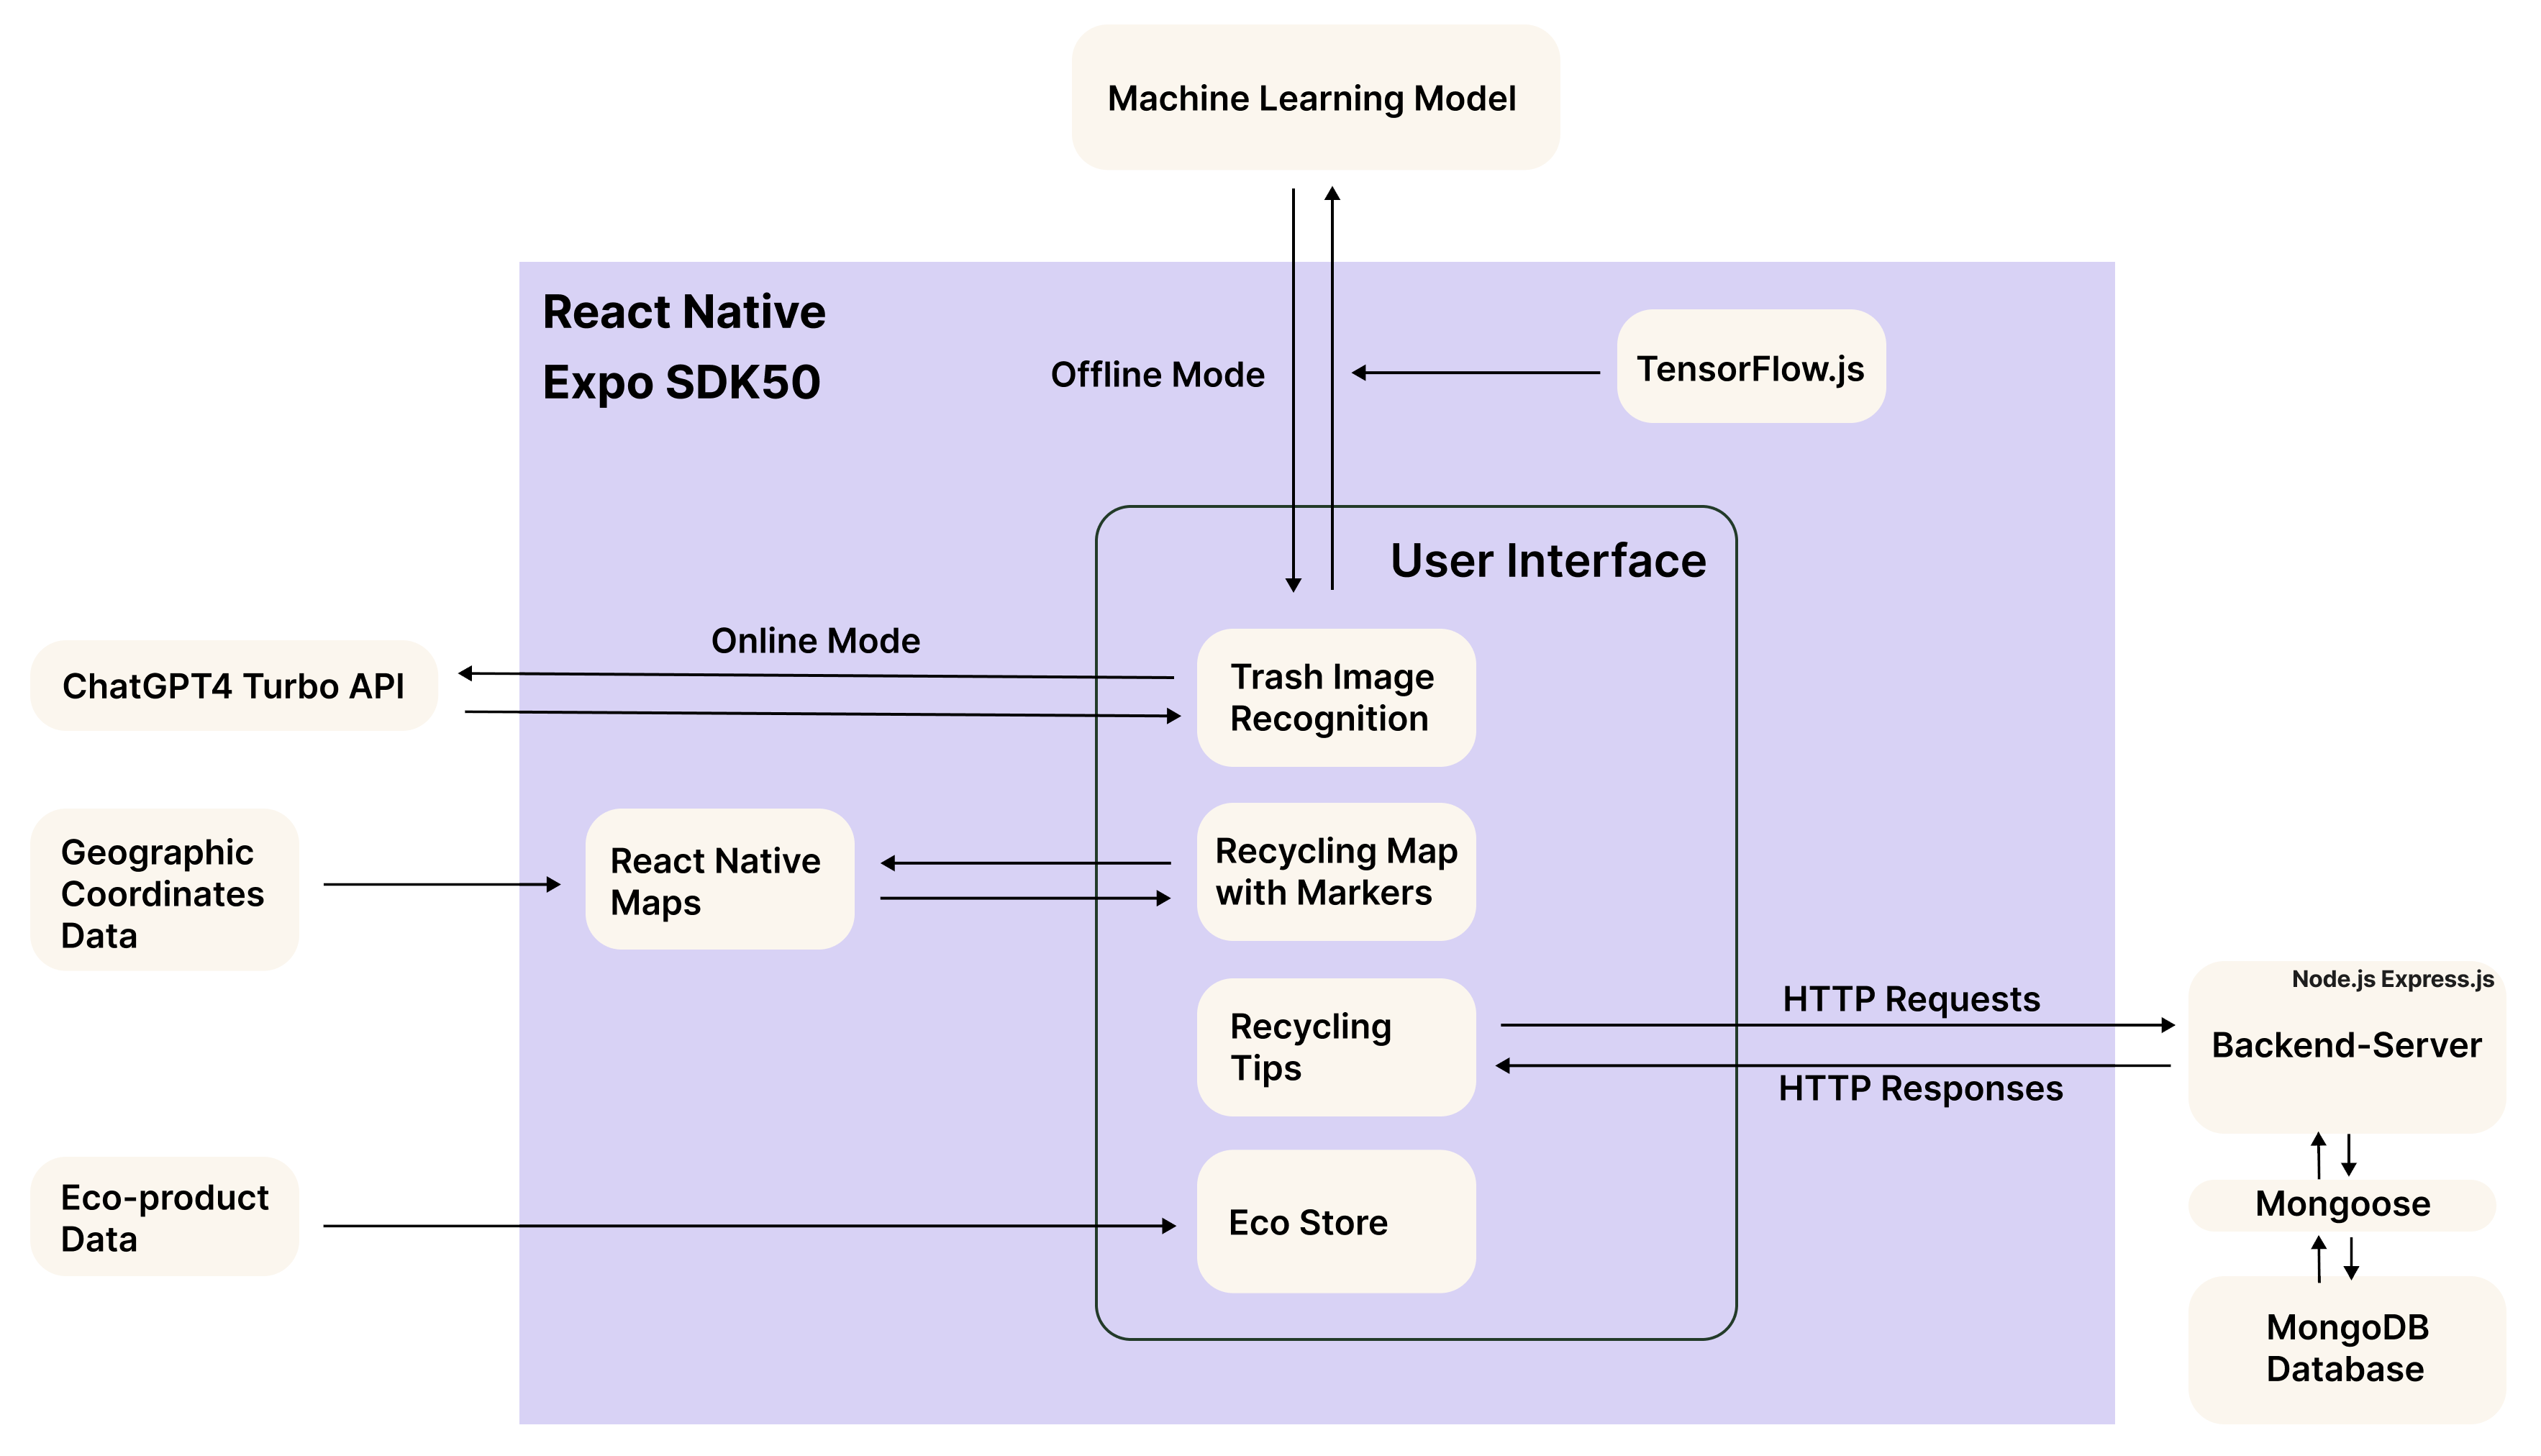 Machine Learning Model
React Native
Expo SDK50
Offline Mode
TensorFlow.js
User Interface
Online Mode
ChatGPT4 Turbo API
Trash Image
Recognition
Geographic
Coordinates
Data
React Native
Maps
Recycling Map
with Markers
Recycling
Tips
HTTP Requests
HTTP Responses
Node.js Express.js
Backend-Server
Mongoose
MongoDB
Database
Eco-product
Data
Eco Store